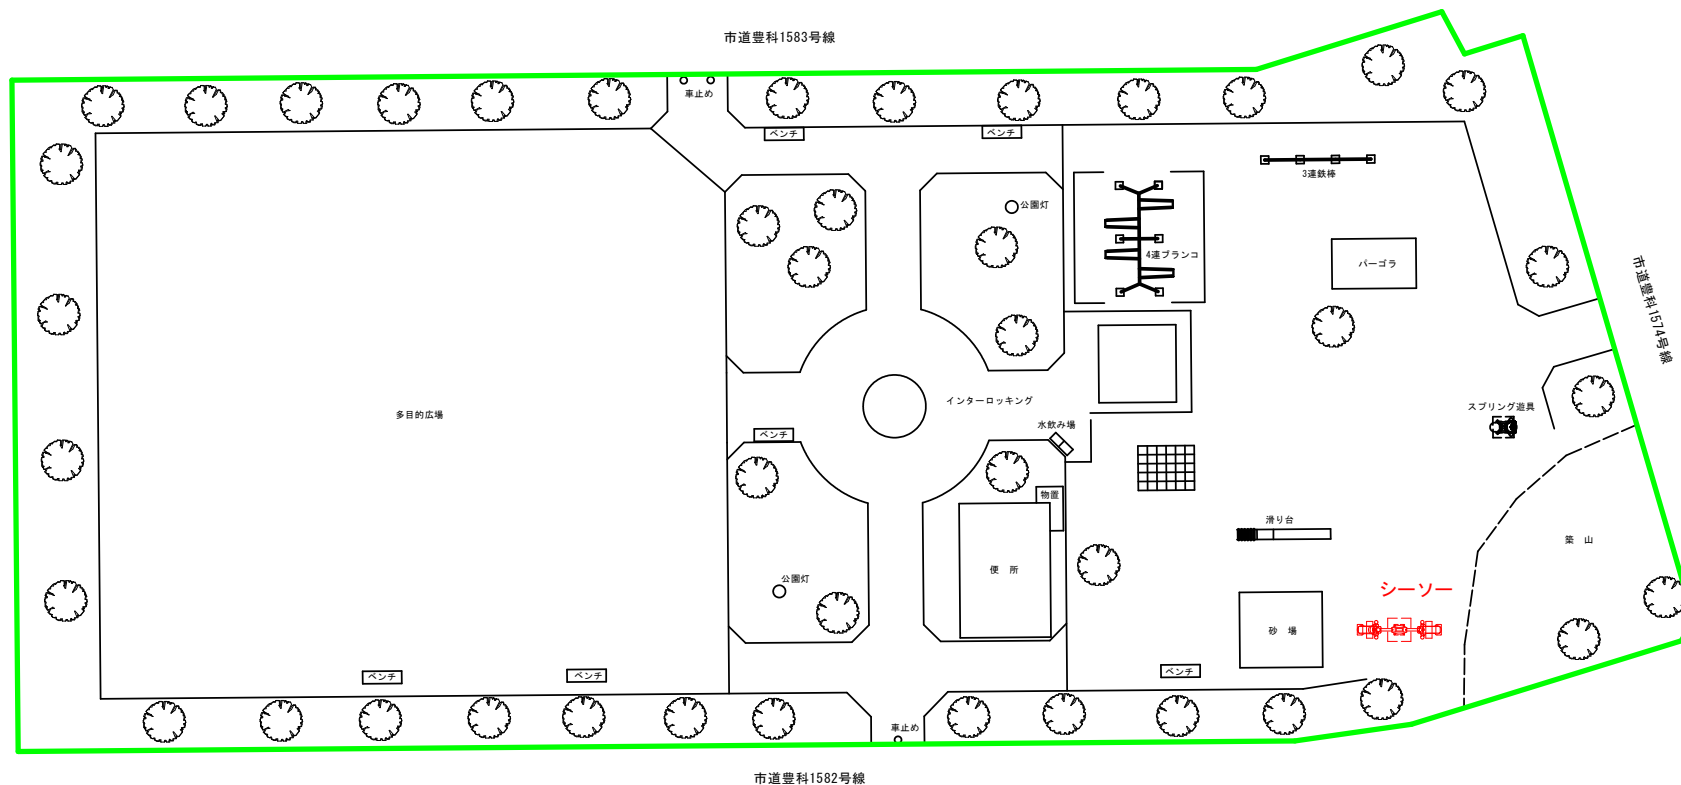 市道豊科1583号線
車止め
ベンチ
ベンチ
3連鉄棒
公園灯
4連ブランコ
パーゴラ
市道豊科1574号線
インターロッキング
スプリング遊具
多目的広場
水飲み場
ベンチ
物置
滑り台
築 山
便 所
公園灯
シーソー
砂 場
ベンチ
ベンチ
ベンチ
車止め
市道豊科1582号線